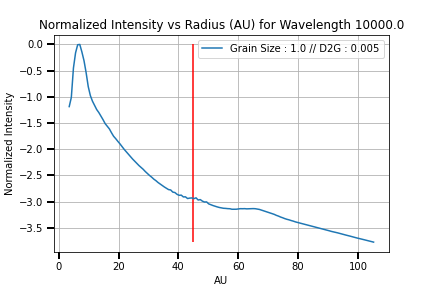 Normalized Intensity vs Radius (AU) for Wavelength 10000.0
Grain Size : 1.0 // D2G : 0.005
Normalized Intensity
0.0
−0.5
−1.0
−1.5
−2.0
−2.5
−3.0
−3.5
0 20 40 60 80 100
AU